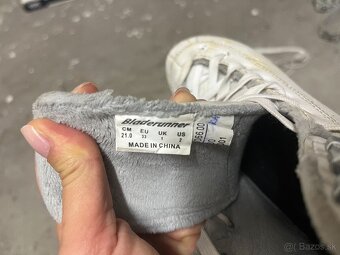 Bladerunner
CM EU UK US
21.0 33 1 2
MADE IN CHINA
Bazos.sk